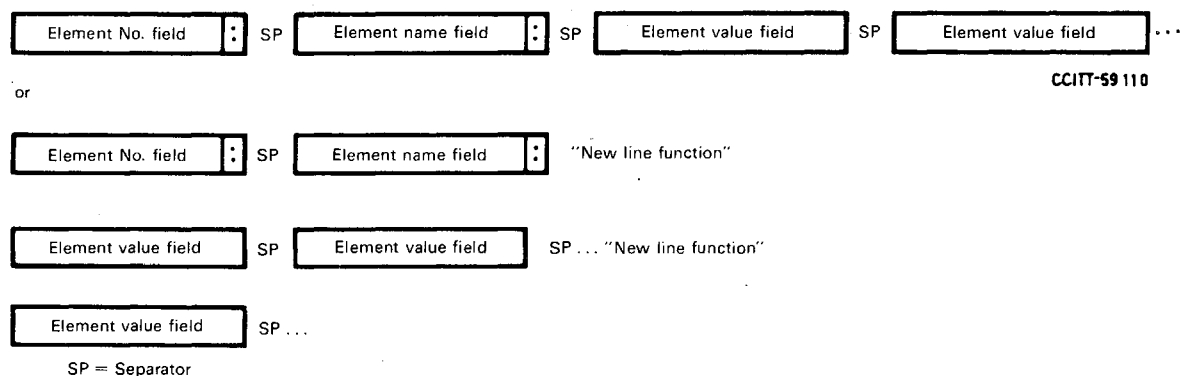 Element No. field : SP Element name field : SP Element value field SP Element value field ...
CCITT-59110
or
Element No. field : SP Element name field : "New line function"
Element value field SP Element value field SP ... "New line function"
Element value field SP ...
SP = Separator